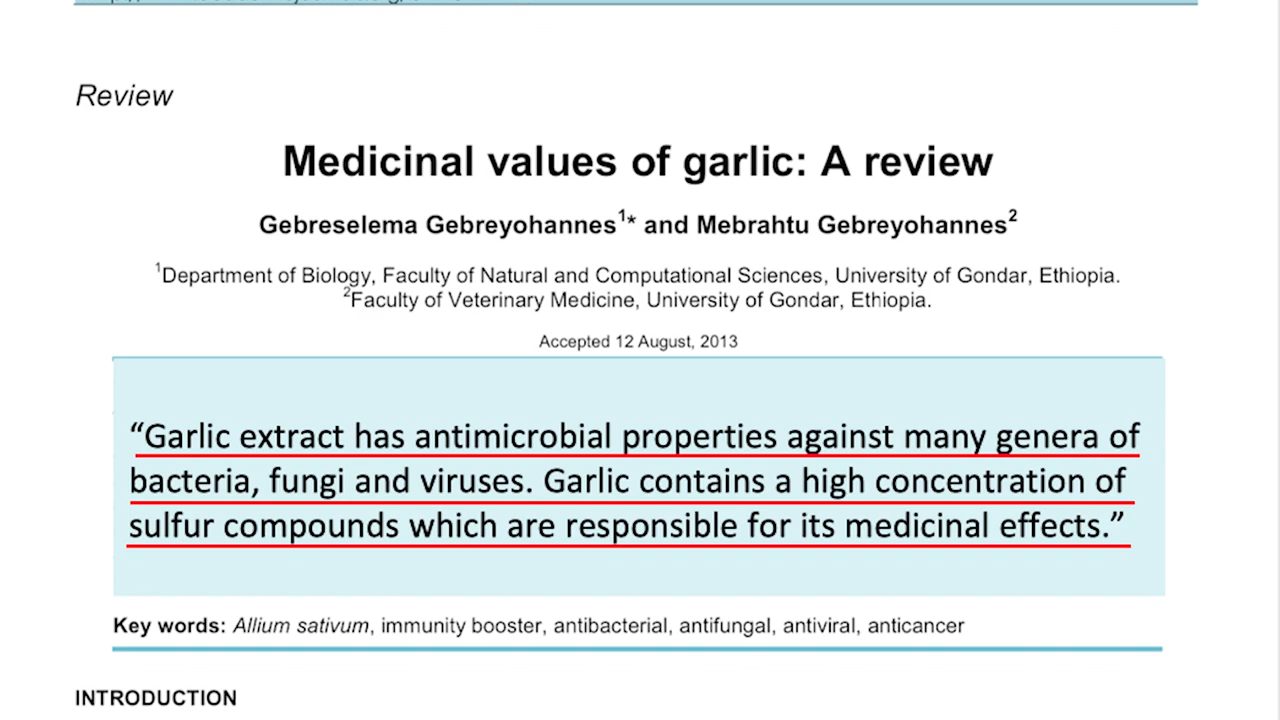 Review
Medicinal values of garlic: A review
Gebreselema Gebreyohannes1* and Mebrahtu Gebreyohannes2
1Department of Biology, Faculty of Natural and Computational Sciences, University of Gondar, Ethiopia.
2Faculty of Veterinary Medicine, University of Gondar, Ethiopia.
Accepted 12 August, 2013
“Garlic extract has antimicrobial properties against many genera of
bacteria, fungi and viruses. Garlic contains a high concentration of
sulfur compounds which are responsible for its medicinal effects.”
Key words: Allium sativum, immunity booster, antibacterial, antifungal, antiviral, anticancer
INTRODUCTION